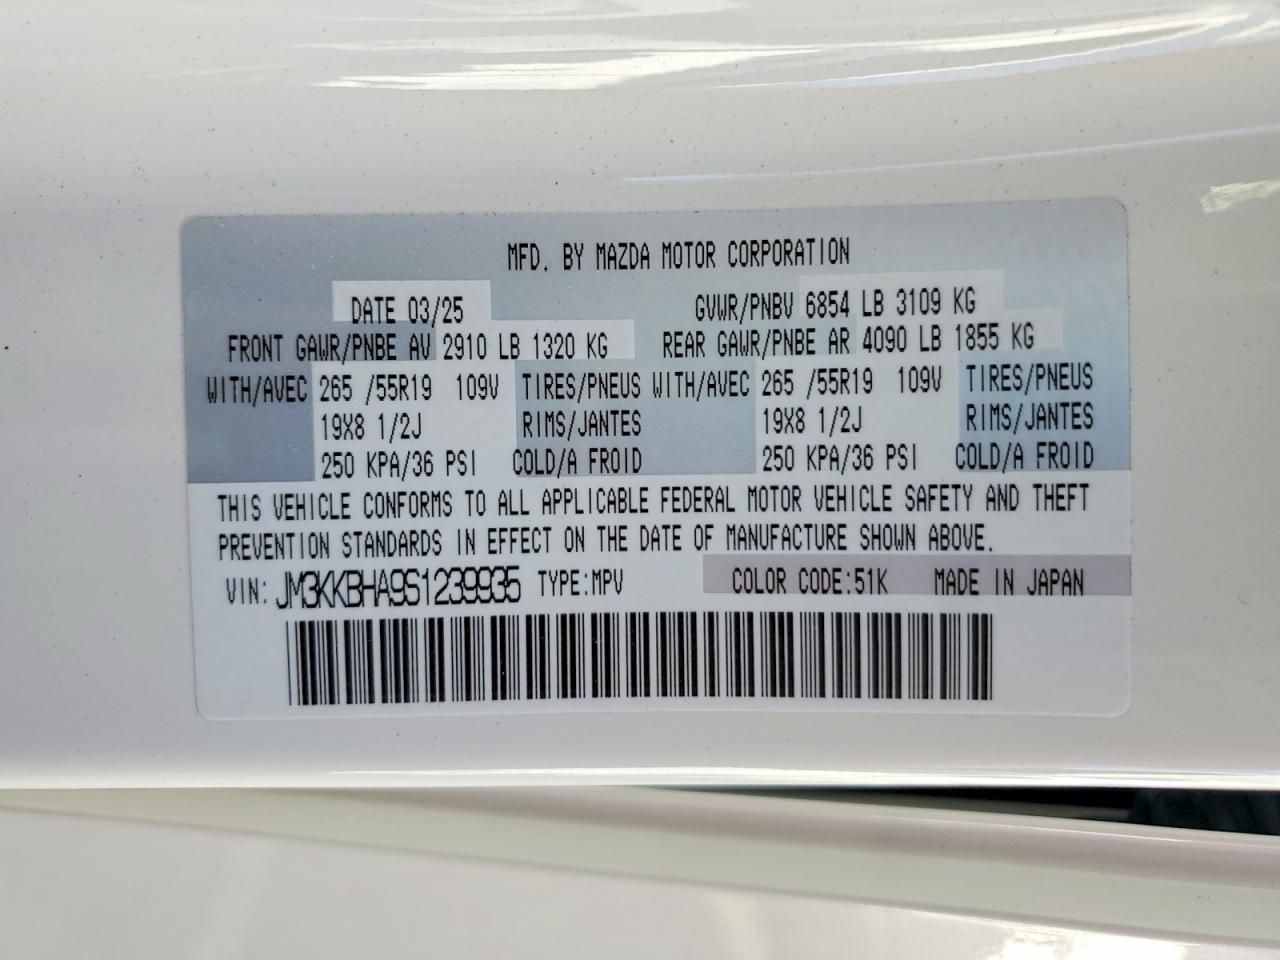 MFD. BY MAZDA MOTOR CORPORATION
DATE 03/25 GVWR/PNBV 6854 LB 3109 KG
FRONT GAWR/PNBE AV 2910 LB 1320 KG REAR GAWR/PNBE AR 4090 LB 1855 KG
WITH/AVEC 265 /55R19 109V TIRES/PNEUS WITH/AVEC 265 /55R19 109V TIRES/PNEUS
19X8 1/2J RIMS/JANTES 19X8 1/2J RIMS/JANTES
250 KPA/36 PSI COLD/A FROID 250 KPA/36 PSI COLD/A FROID
THIS VEHICLE CONFORMS TO ALL APPLICABLE FEDERAL MOTOR VEHICLE SAFETY AND THEFT
PREVENTION STANDARDS IN EFFECT ON THE DATE OF MANUFACTURE SHOWN ABOVE.
VIN: JM3KKBHA9S1239935 TYPE:MPV COLOR CODE:51K MADE IN JAPAN